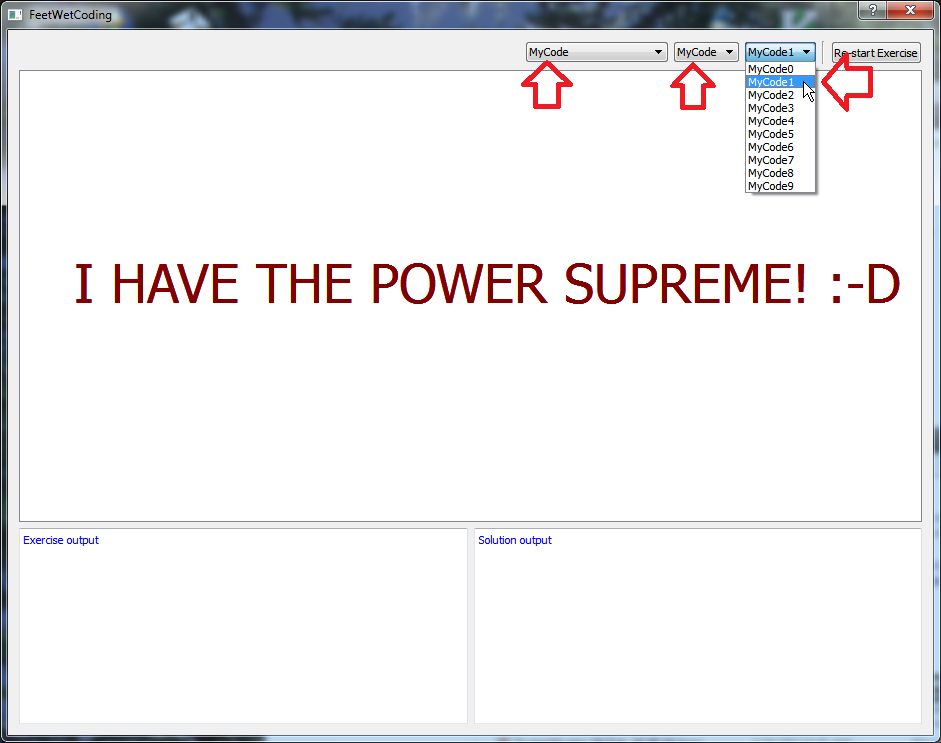 FeetWetCoding
MyCode MyCode MyCode1 Re-start Exercise
MyCode0
MyCode1
MyCode2
MyCode3
MyCode4
MyCode5
MyCode6
MyCode7
MyCode8
MyCode9
I HAVE THE POWER SUPREME! :-D
Exercise output
Solution output